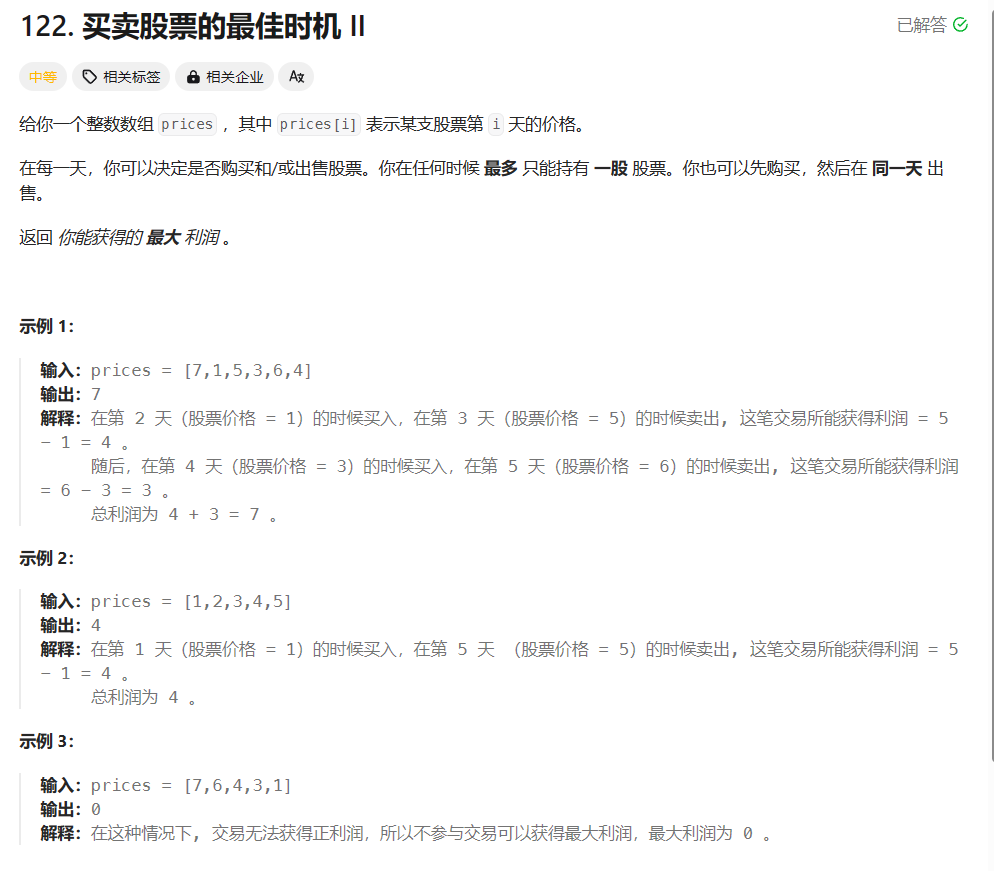 122. 买卖股票的最佳时机 II
已解答
中等 相关标签 相关企业
给你一个整数数组 prices ，其中 prices[i] 表示某支股票第 i 天的价格。
在每一天，你可以决定是否购买和/或出售股票。你在任何时候 最多 只能持有 一股 股票。你也可以先购买，然后在 同一天 出
售。
返回 你能获得的 最大 利润 。
示例 1：
输入：prices = [7,1,5,3,6,4]
输出：7
解释：在第 2 天（股票价格 = 1）的时候买入，在第 3 天（股票价格 = 5）的时候卖出, 这笔交易所能获得利润 = 5
- 1 = 4 。
随后，在第 4 天（股票价格 = 3）的时候买入，在第 5 天（股票价格 = 6）的时候卖出, 这笔交易所能获得利润
= 6 - 3 = 3 。
总利润为 4 + 3 = 7 。
示例 2：
输入：prices = [1,2,3,4,5]
输出：4
解释：在第 1 天（股票价格 = 1）的时候买入，在第 5 天 （股票价格 = 5）的时候卖出, 这笔交易所能获得利润 = 5
- 1 = 4 。
总利润为 4 。
示例 3：
输入：prices = [7,6,4,3,1]
输出：0
解释：在这种情况下, 交易无法获得正利润，所以不参与交易可以获得最大利润，最大利润为 0 。